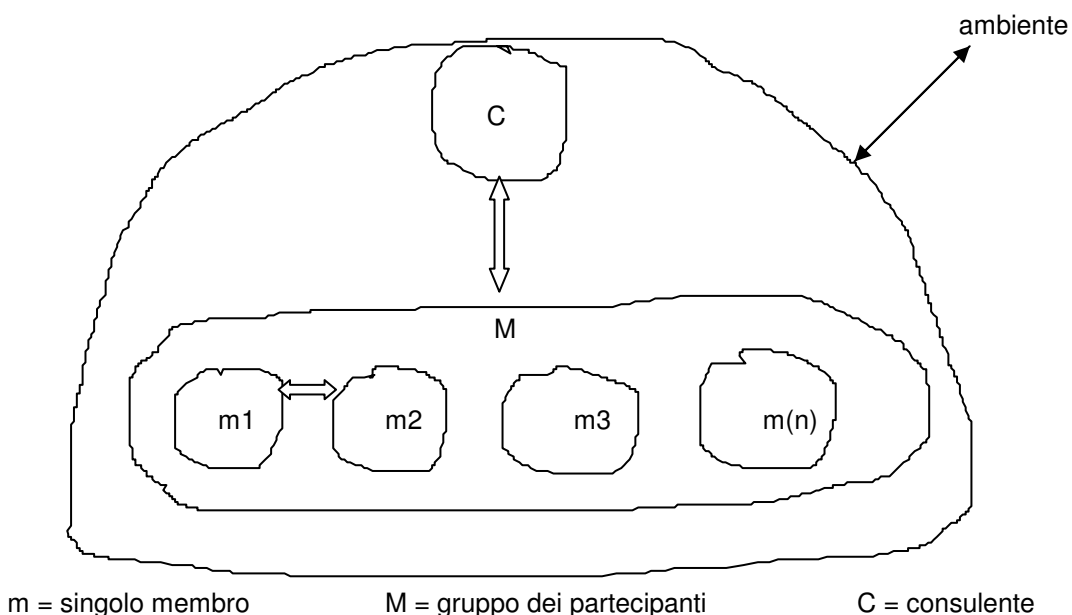 ambiente
C
M
m1 m2 m3 m(n)
m = singolo membro M = gruppo dei partecipanti C = consulente